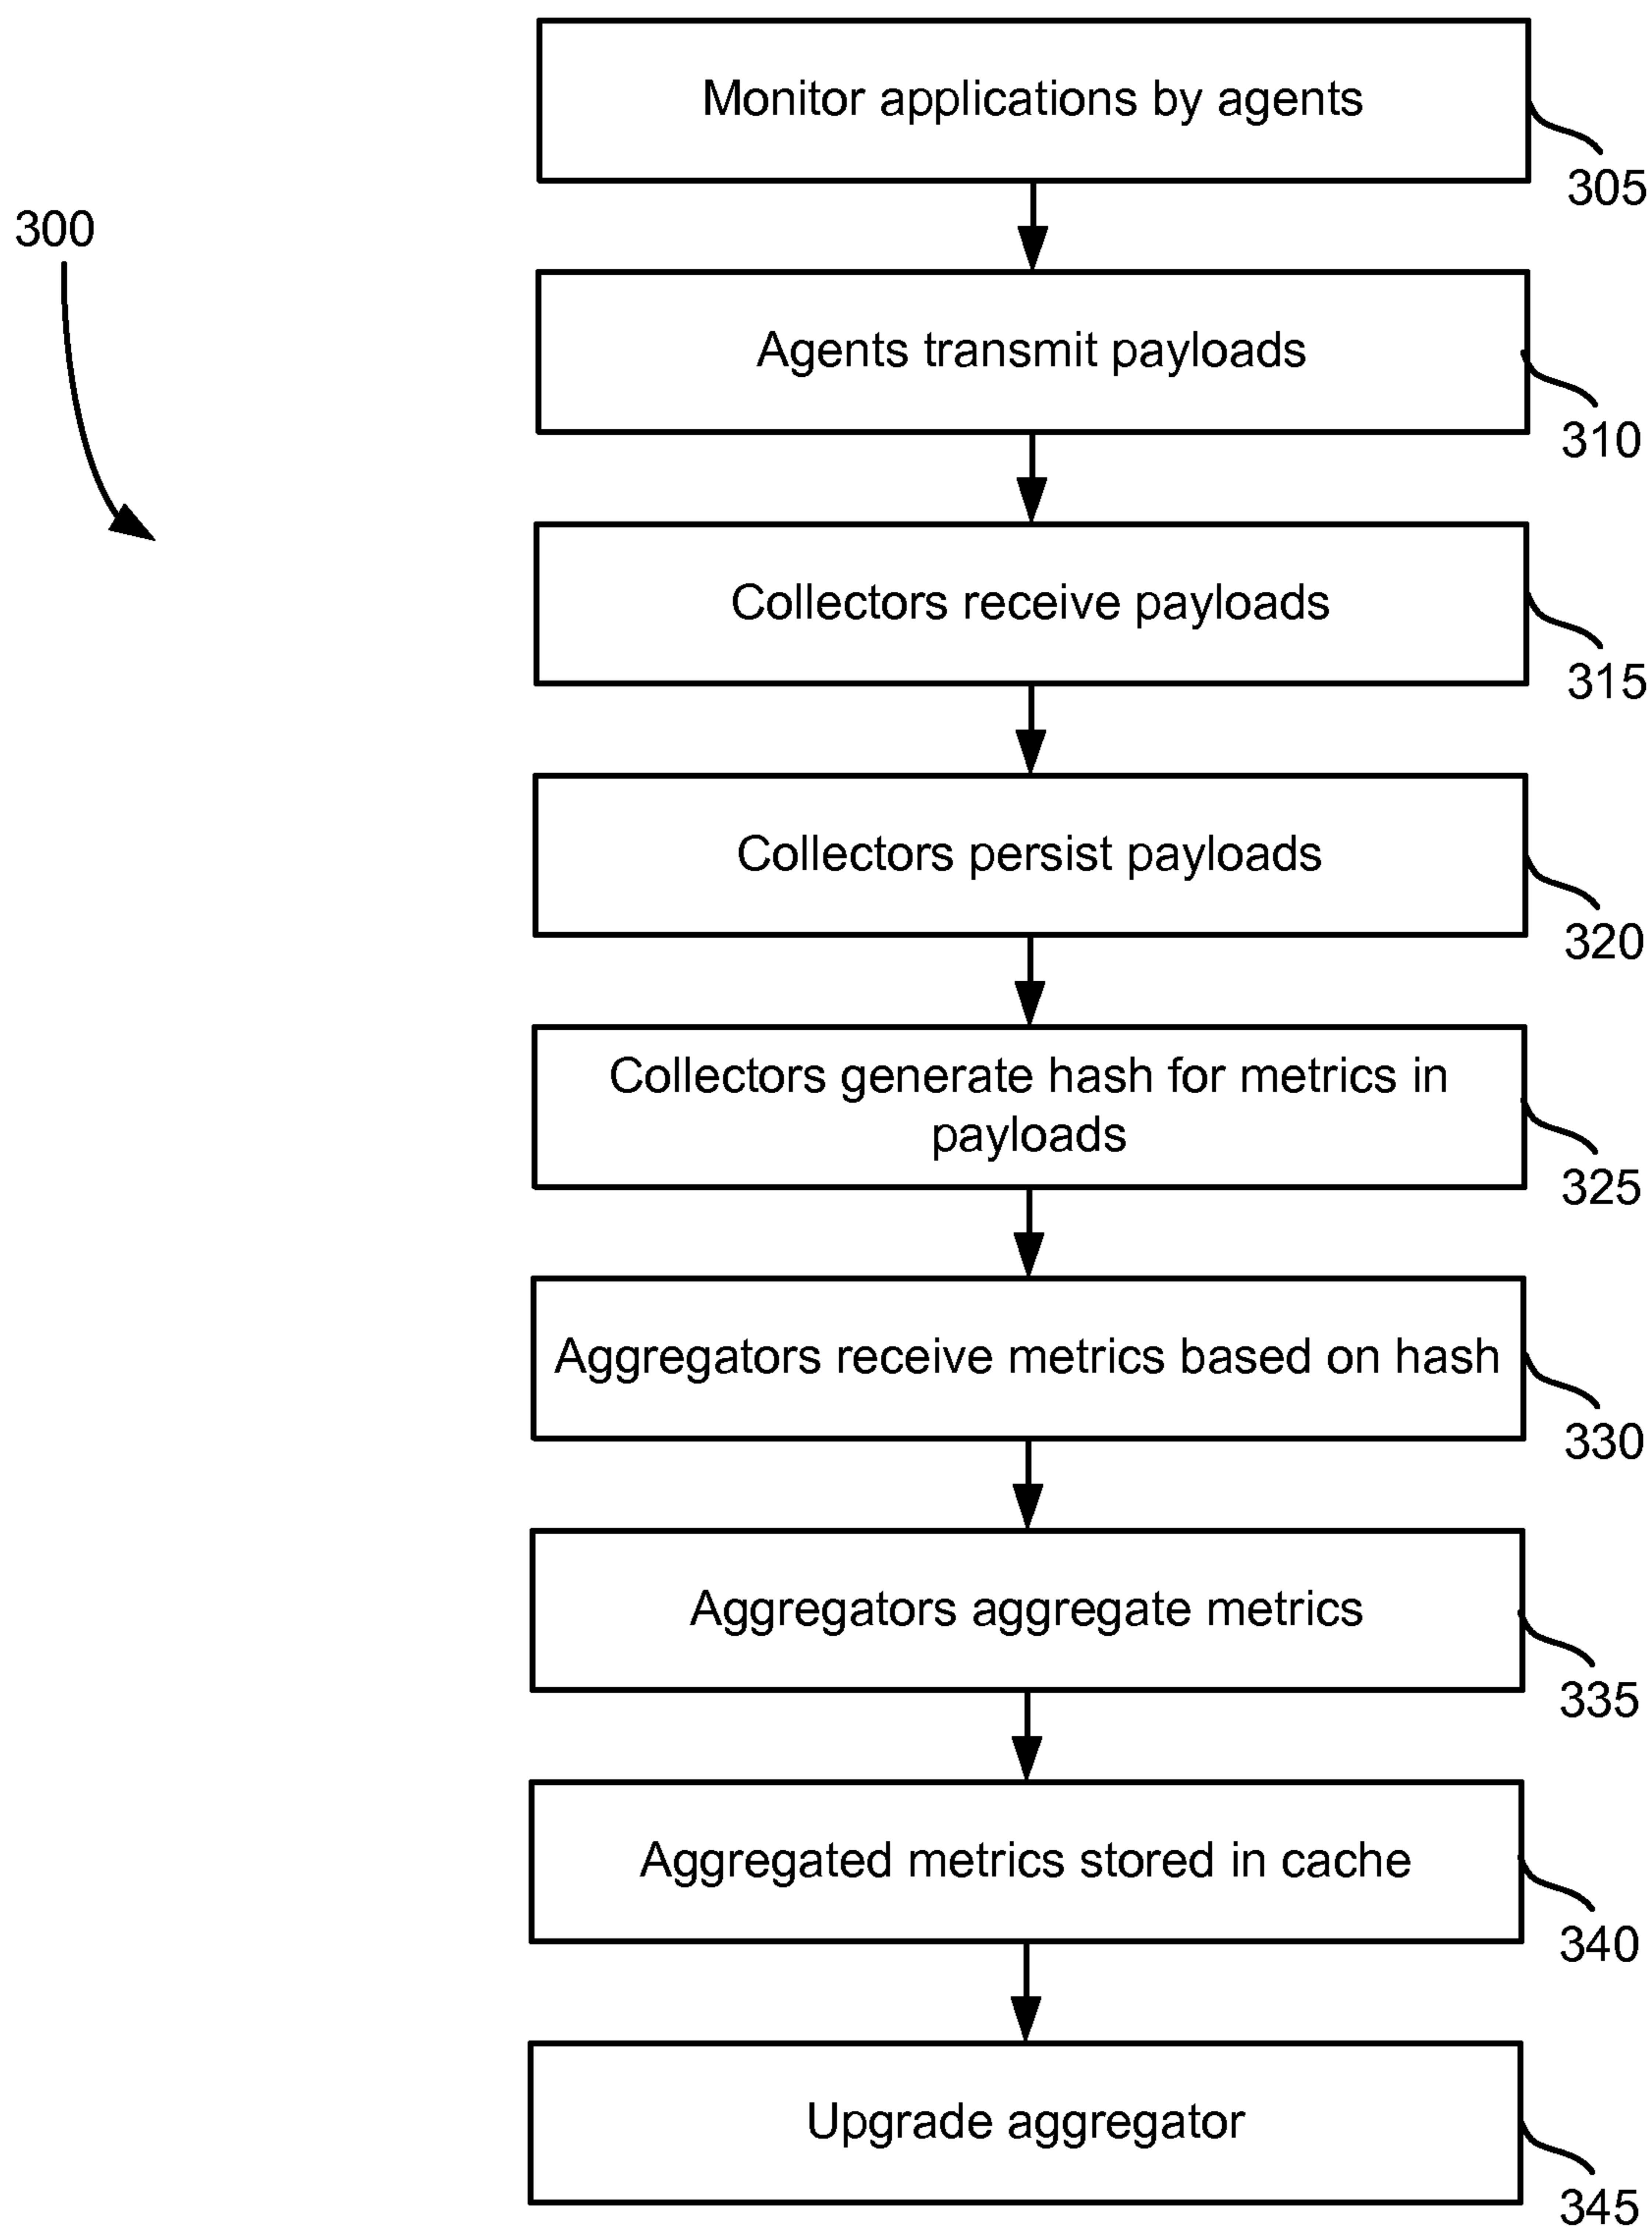 Monitor applications by agents
305
300
Agents transmit payloads
310
Collectors receive payloads
315
Collectors persist payloads
320
Collectors generate hash for metrics in
payloads
325
Aggregators receive metrics based on hash
330
Aggregators aggregate metrics
335
Aggregated metrics stored in cache
340
Upgrade aggregator
345